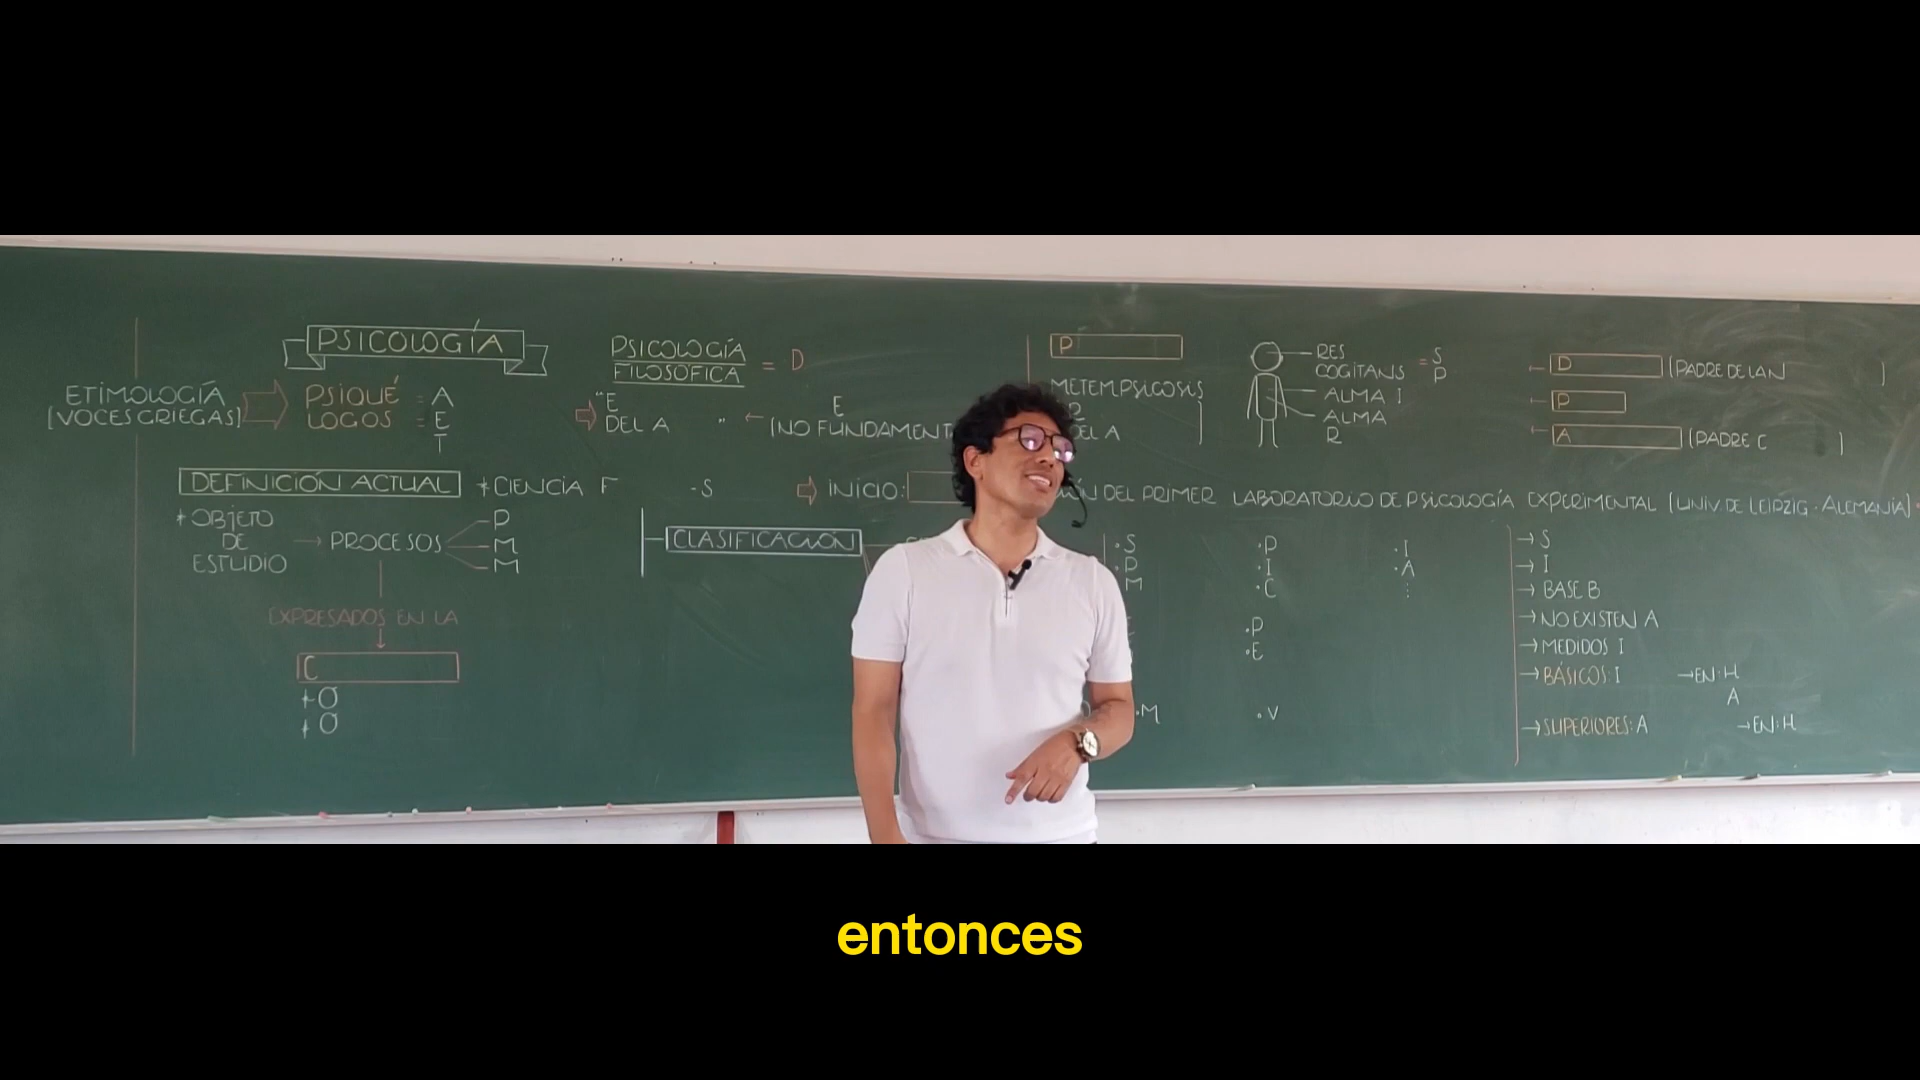 PSICOLOGÍA
ETIMOLOGÍA
(VOCES GRIEGAS)
PSIQUÉ = A
LOGOS = E
T
DEFINICIÓN ACTUAL
* CIENCIA F - S
* OBJETO
DE
ESTUDIO
PROCESOS
P
M
M
EXPRESADOS EN LA
C
+ O
+ O
PSICOLOGÍA
FILOSÓFICA
= D
"E
DEL A "
E
(NO FUNDAMENT
INICIO:
ÓN DEL PRIMER LABORATORIO DE PSICOLOGÍA EXPERIMENTAL (UNIV DE LEIPZIG - ALEMANIA)
CLASIFICACIÓN
P
METEMPSICOSIS
R
DEL A
RES
COGITANS
= S
P
ALMA I
ALMA
R
D (PADRE DE LA N )
P
A (PADRE C )
. S
. P
M
. M
. P
. I
. C
. P
. E
. V
. I
. A
→ S
→ I
→ BASE B
→ NO EXISTEN A
→ MEDIDOS I
→ BÁSICOS: I → EN: H
A
→ SUPERIORES: A → EN: H
entonces